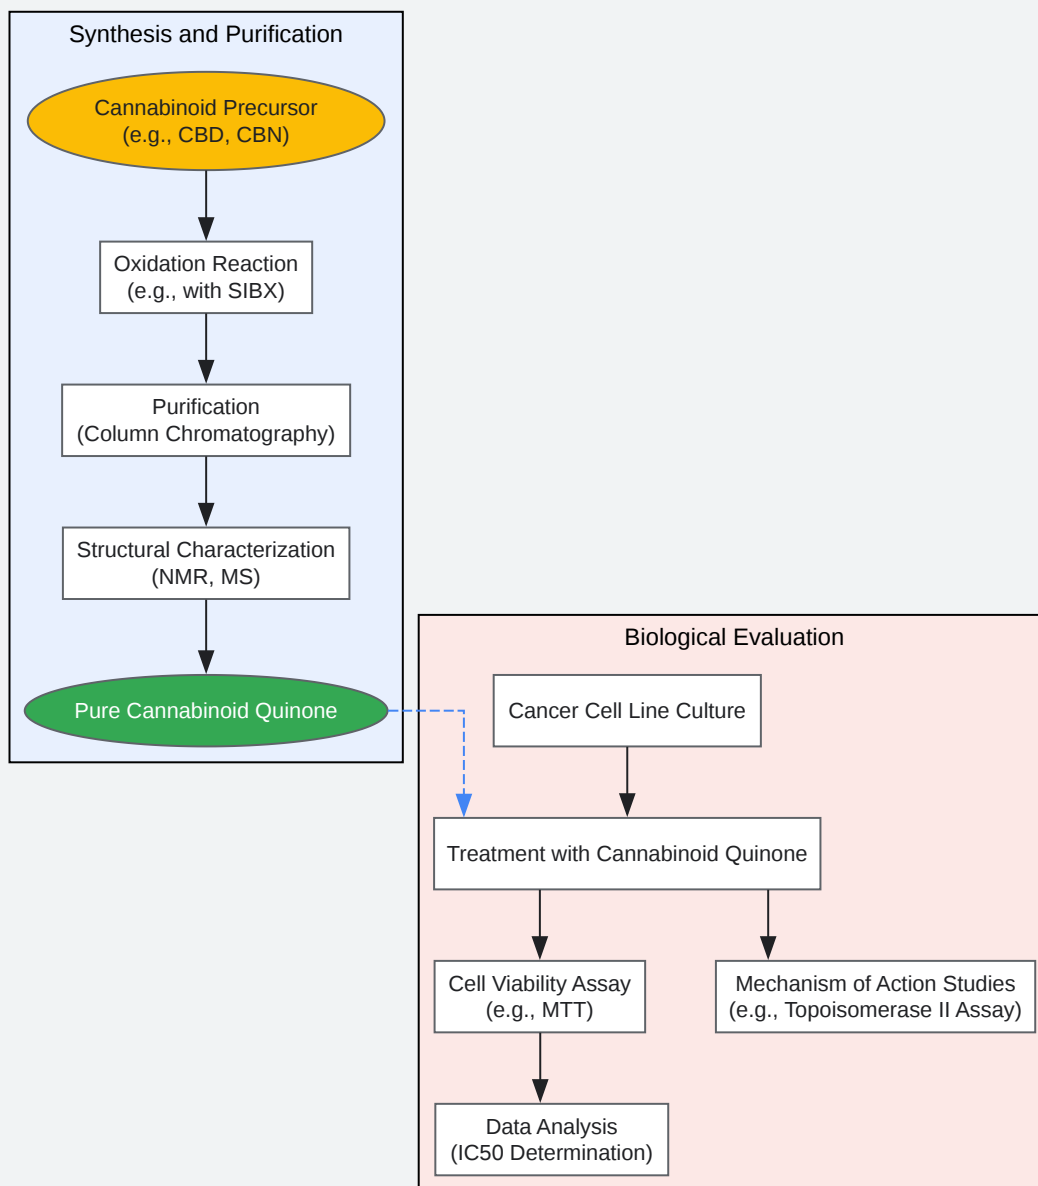 Synthesis and Purification
Cannabinoid Precursor
(e.g., CBD, CBN)
Oxidation Reaction
(e.g., with SIBX)
Purification
(Column Chromatography)
Structural Characterization
(NMR, MS)
Pure Cannabinoid Quinone
Biological Evaluation
Cancer Cell Line Culture
Treatment with Cannabinoid Quinone
Cell Viability Assay
(e.g., MTT)
Mechanism of Action Studies
(e.g., Topoisomerase II Assay)
Data Analysis
(IC50 Determination)